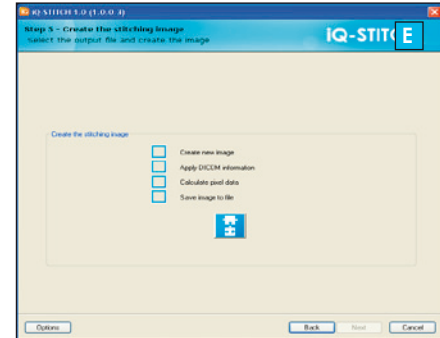 iQ-STITCH 1.0 (1.0.0.3)
Step 5 - Create the stitching image
Select the output file and create the image
iQ-STITC
E
Create the stitching image
Create new image
Apply DICOM information
Calculate pixel data
Save image to file
Options
Back
Next
Cancel